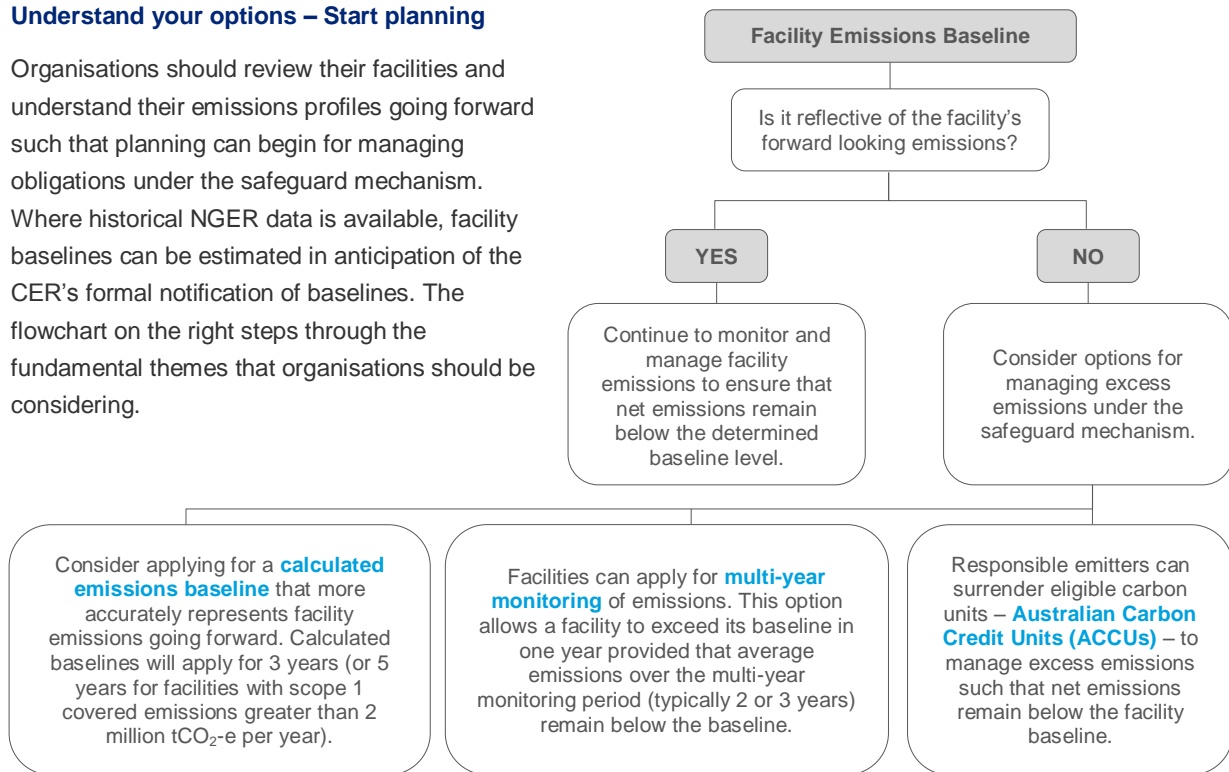 Understand your options – Start planning
Organisations should review their facilities and
understand their emissions profiles going forward
such that planning can begin for managing
obligations under the safeguard mechanism.
Where historical NGER data is available, facility
baselines can be estimated in anticipation of the
CER's formal notification of baselines. The
flowchart on the right steps through the
fundamental themes that organisations should be
considering.
Facility Emissions Baseline
Is it reflective of the facility's
forward looking emissions?
YES
NO
Continue to monitor and
manage facility
emissions to ensure that
net emissions remain
below the determined
baseline level.
Consider options for
managing excess
emissions under the
safeguard mechanism.
Consider applying for a calculated
emissions baseline that more
accurately represents facility
emissions going forward. Calculated
baselines will apply for 3 years (or 5
years for facilities with scope 1
covered emissions greater than 2
million tCO₂-e per year).
Facilities can apply for multi-year
monitoring of emissions. This option
allows a facility to exceed its baseline in
one year provided that average
emissions over the multi-year
monitoring period (typically 2 or 3 years)
remain below the baseline.
Responsible emitters can
surrender eligible carbon
units – Australian Carbon
Credit Units (ACCUs) – to
manage excess emissions
such that net emissions
remain below the facility
baseline.